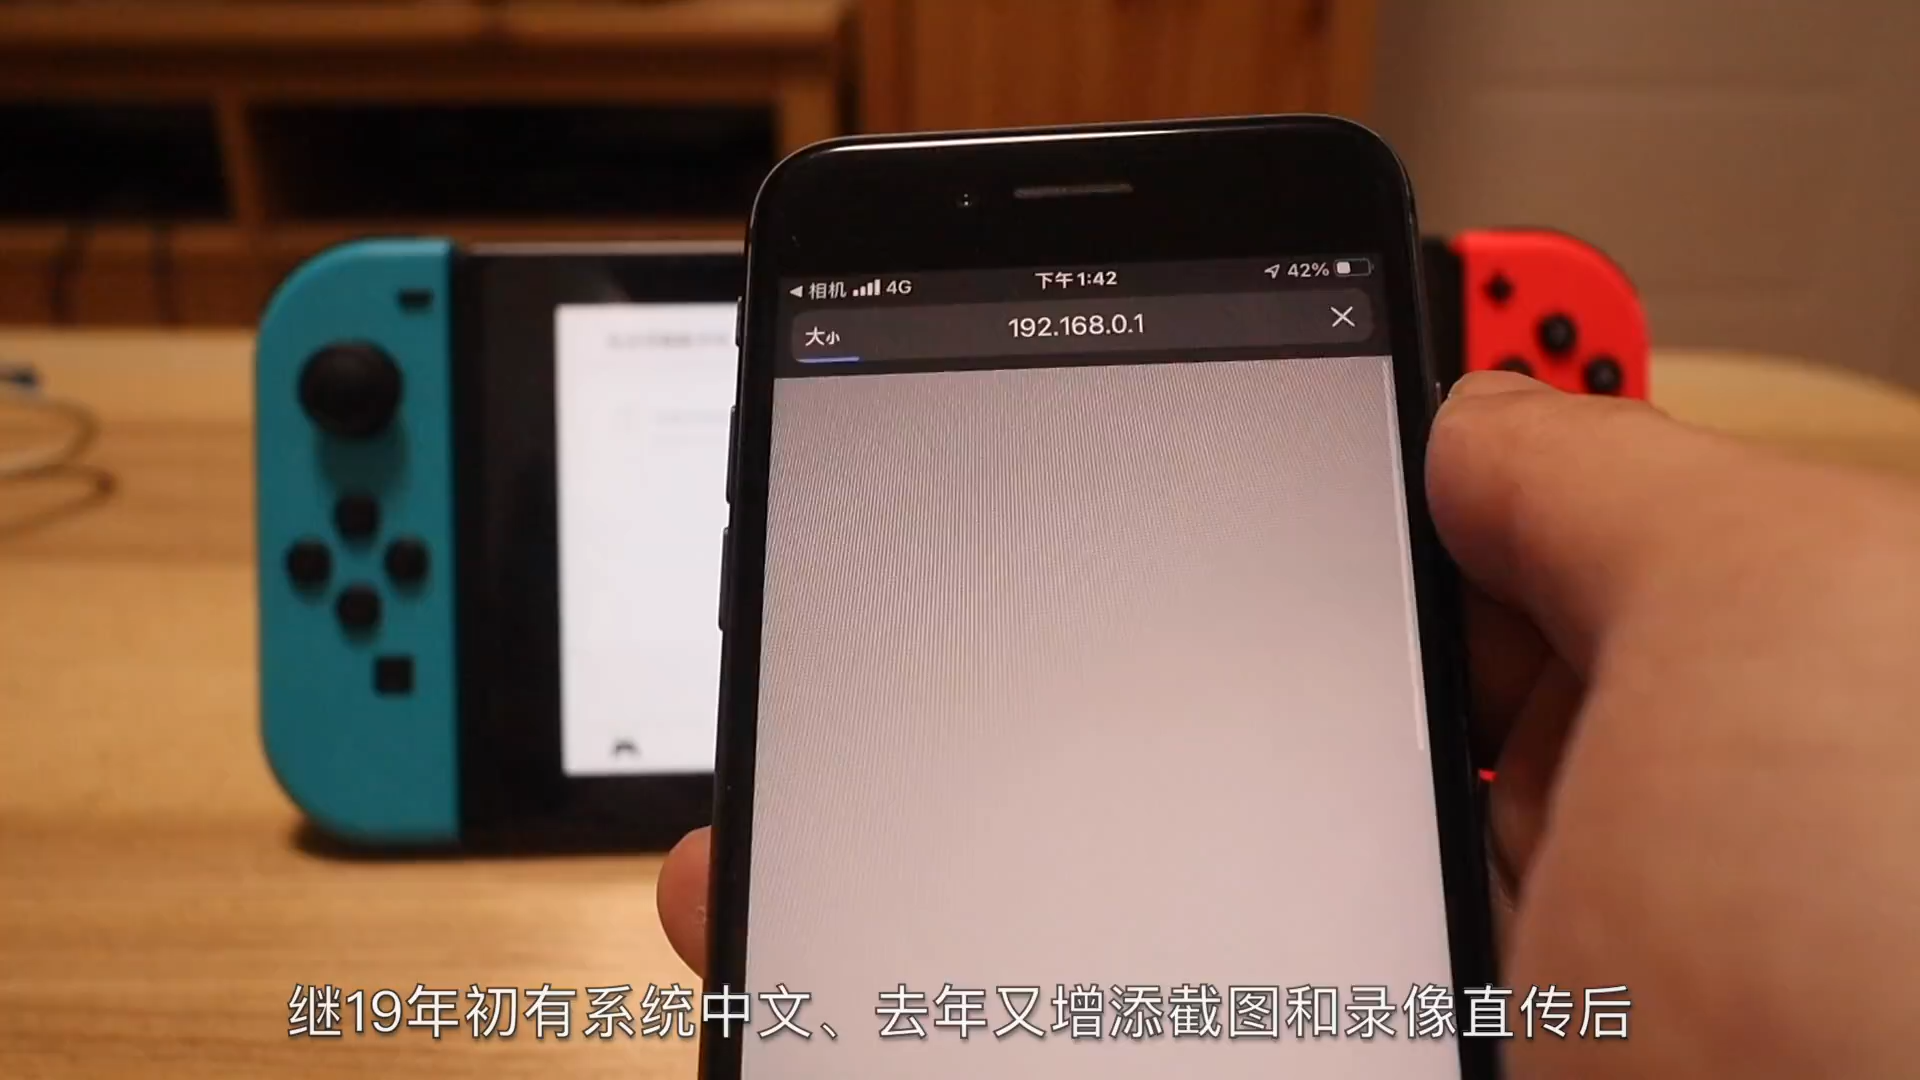 ◀ 相机 4G 下午1:42 42%
大小 192.168.0.1
继19年初有系统中文、去年又增添截图和录像直传后